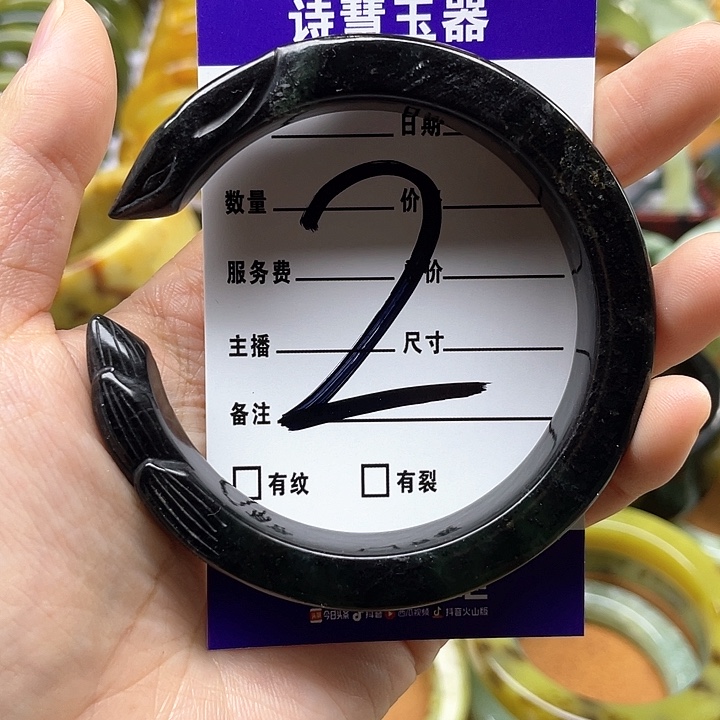 诗慧玉器
日期
数量 价
服务费 价
主播 尺寸
备注
2
有纹 有裂
今日头条 抖音 西瓜视频 抖音火山版